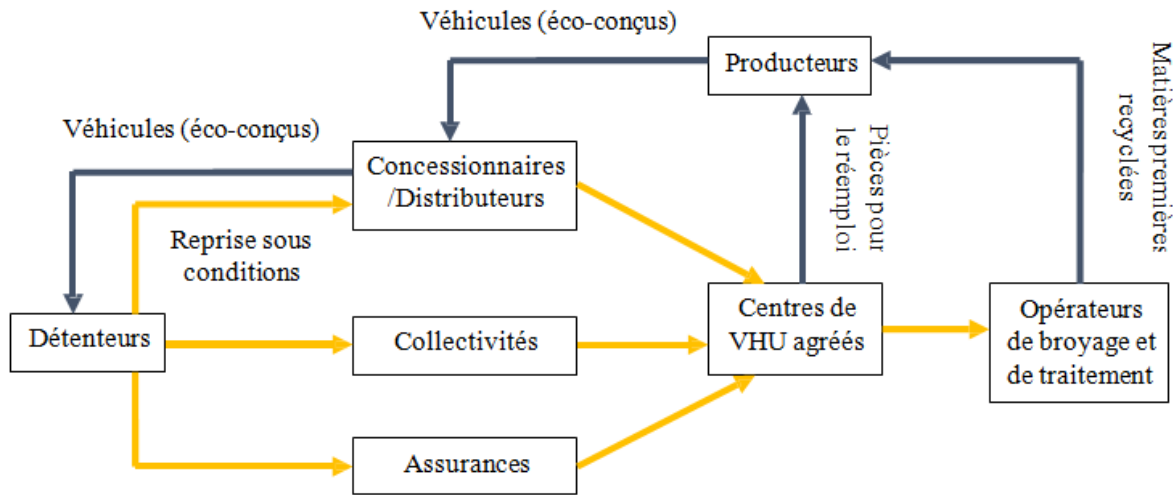 Véhicules (éco-conçus)
Producteurs
Matières premières
recyclées
Véhicules (éco-conçus)
Concessionnaires
/Distributeurs
Pièces pour
le réemploi
Reprise sous
conditions
Détenteurs
Collectivités
Centres de
VHU agréés
Opérateurs
de broyage et
de traitement
Assurances